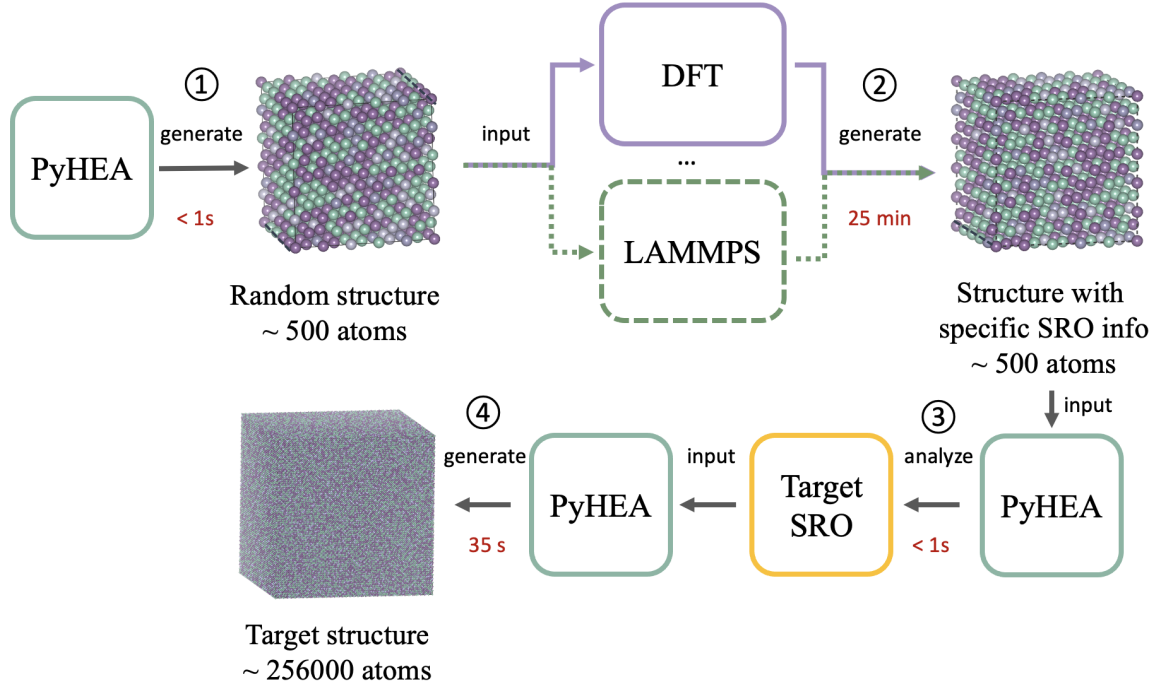 ①
PyHEA
generate
< 1s
Random structure
~ 500 atoms
input
DFT
...
LAMMPS
②
generate
25 min
Structure with
specific SRO info
~ 500 atoms
input
③
PyHEA
analyze
< 1s
Target
SRO
input
PyHEA
④
generate
35 s
Target structure
~ 256000 atoms